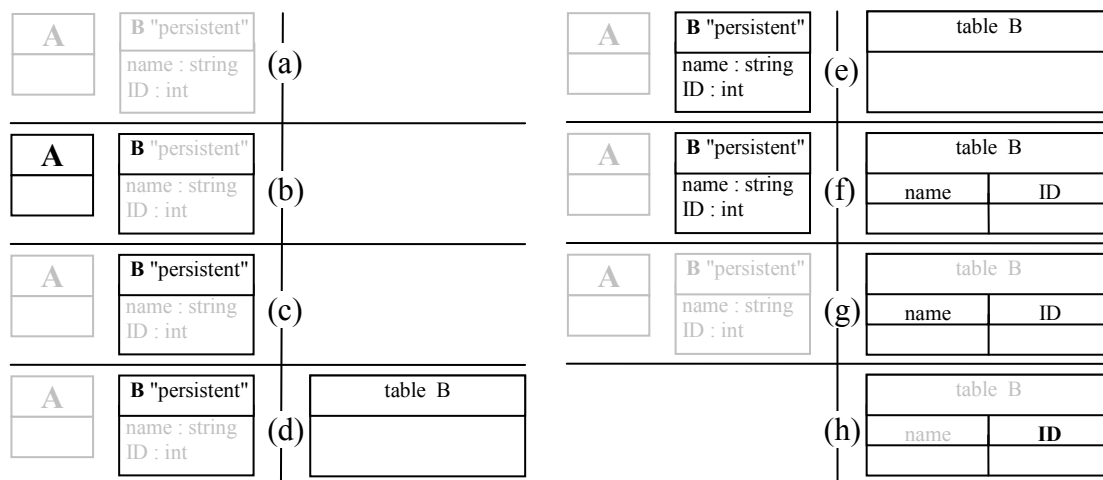 A
B "persistent"
name : string
ID : int
(a)
A
B "persistent"
name : string
ID : int
(b)
A
B "persistent"
name : string
ID : int
(c)
A
B "persistent"
name : string
ID : int
(d)
table B
A
B "persistent"
name : string
ID : int
(e)
table B
A
B "persistent"
name : string
ID : int
(f)
table B
name ID
A
B "persistent"
name : string
ID : int
(g)
table B
name ID
(h)
table B
name ID